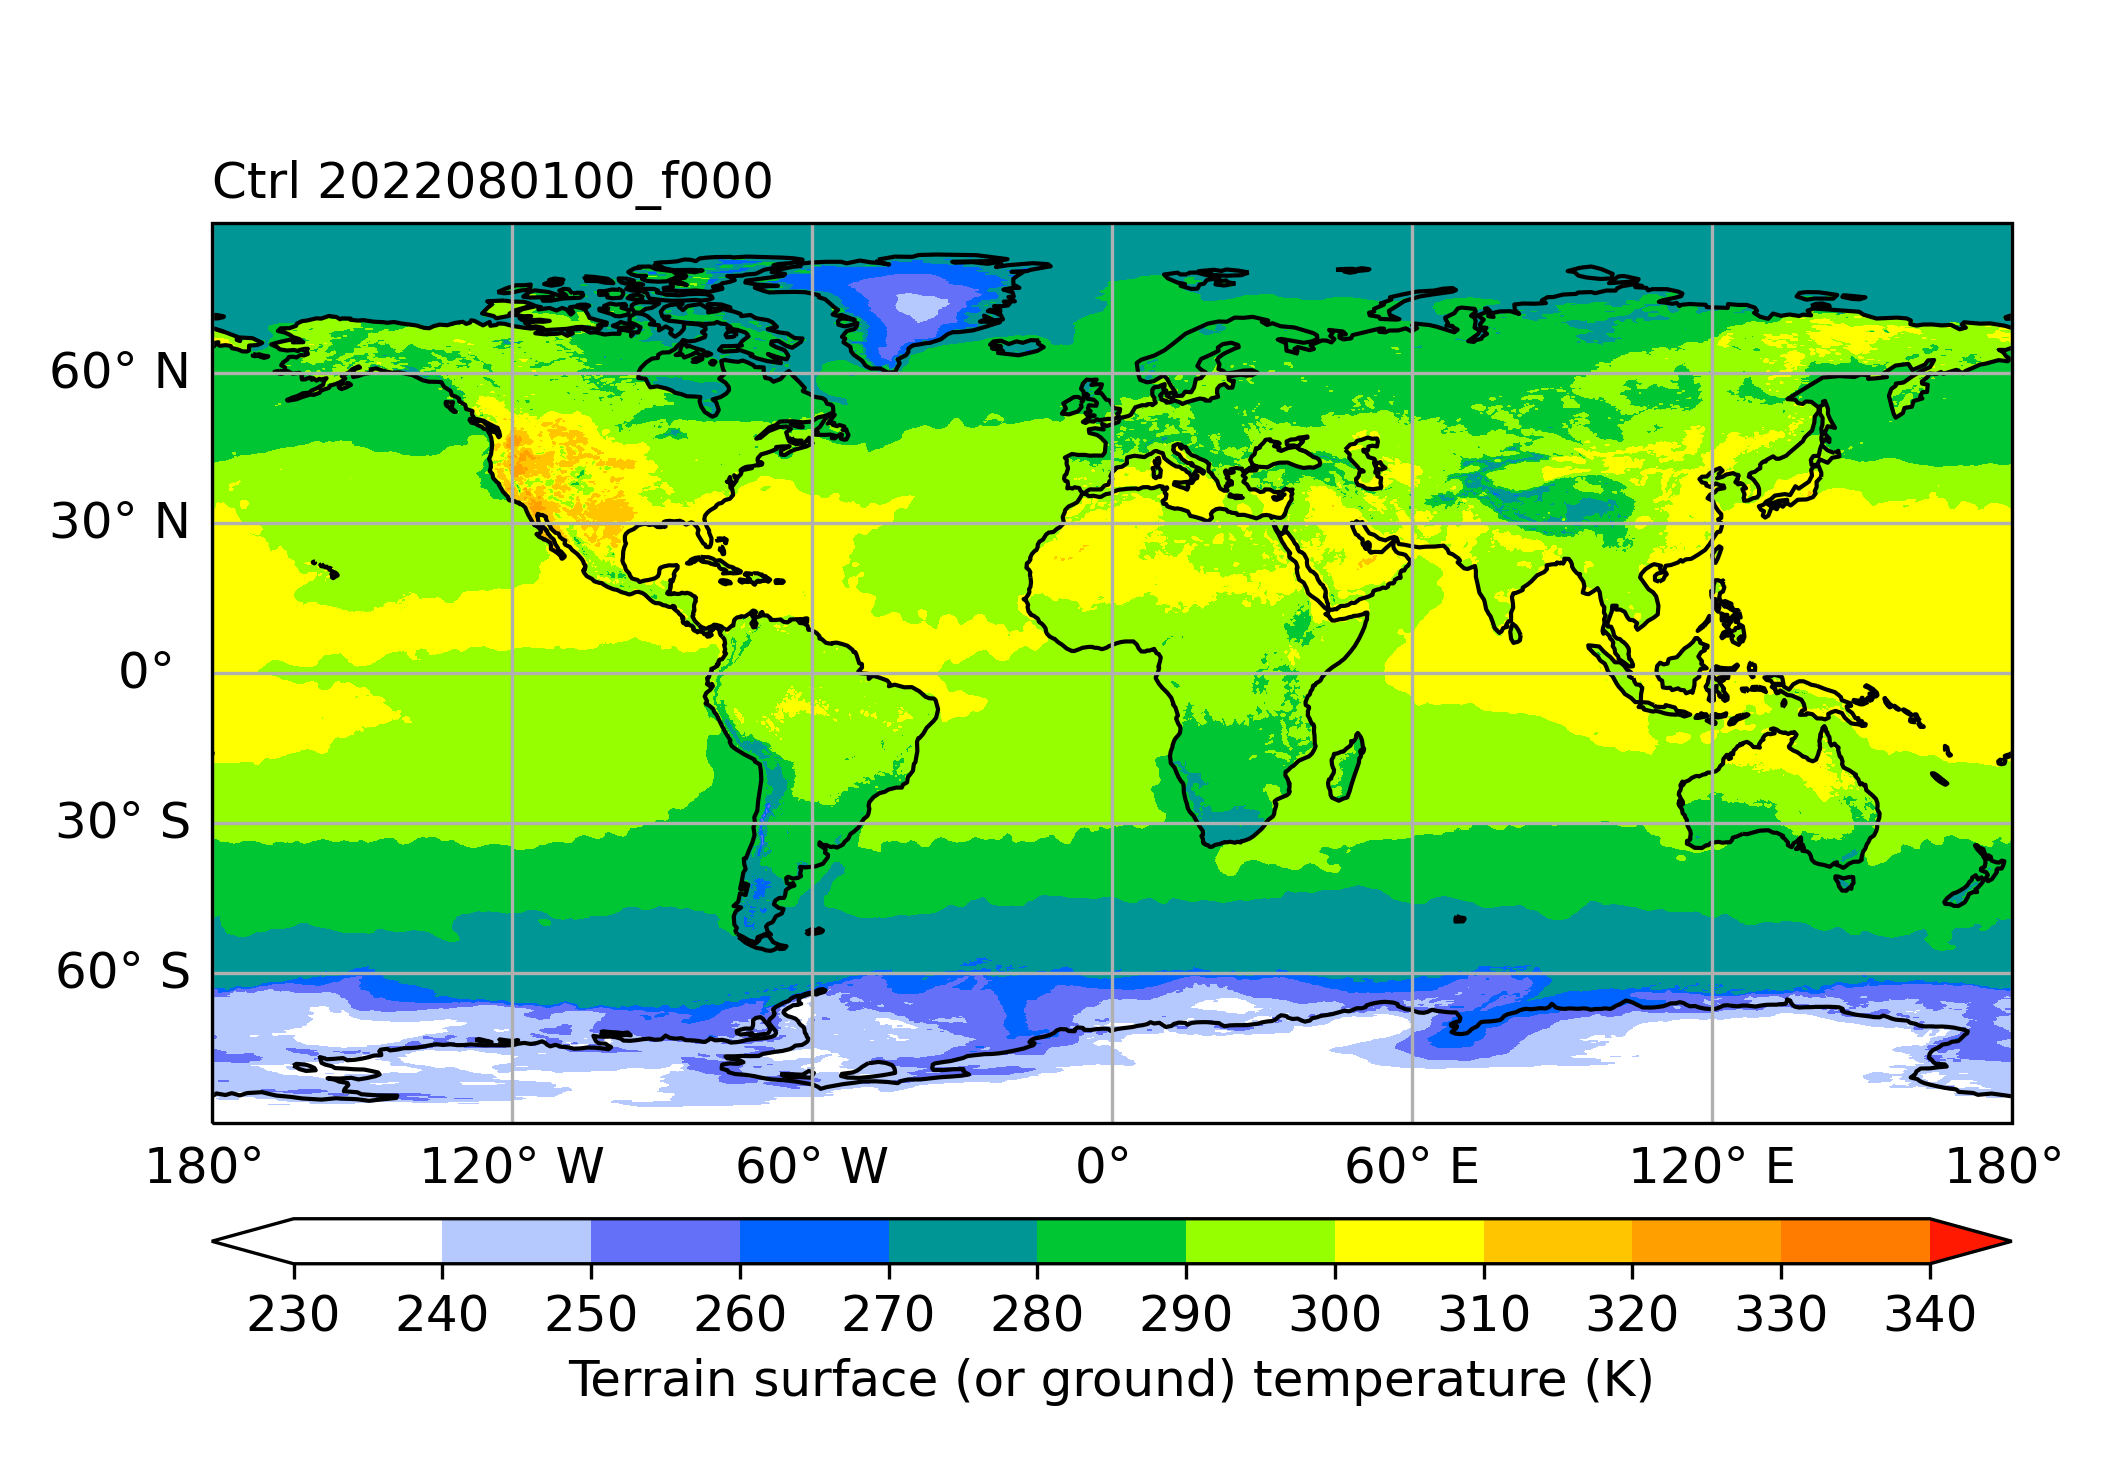 Ctrl 2022080100_f000
60° N
30° N
0°
30° S
60° S
180° 120° W 60° W 0° 60° E 120° E 180°
230 240 250 260 270 280 290 300 310 320 330 340
Terrain surface (or ground) temperature (K)